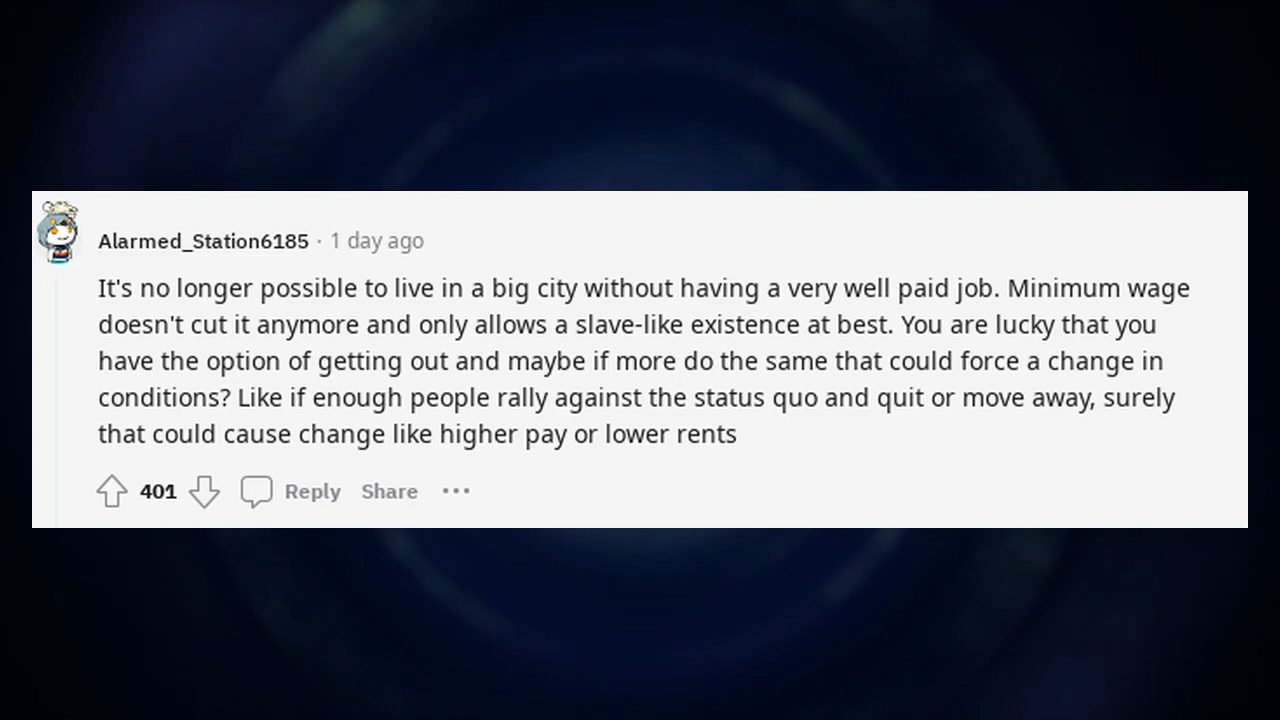 Alarmed_Station6185 · 1 day ago
It's no longer possible to live in a big city without having a very well paid job. Minimum wage
doesn't cut it anymore and only allows a slave-like existence at best. You are lucky that you
have the option of getting out and maybe if more do the same that could force a change in
conditions? Like if enough people rally against the status quo and quit or move away, surely
that could cause change like higher pay or lower rents
401 Reply Share ···